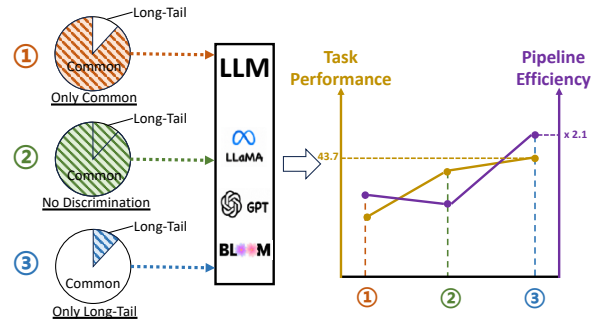 Long-Tail
①
Common
Only Common
Long-Tail
②
Common
No Discrimination
Long-Tail
③
Common
Only Long-Tail
LLM
LLaMA
GPT
BLOOM
Task
Performance
Pipeline
Efficiency
43.7
x 2.1
①
②
③